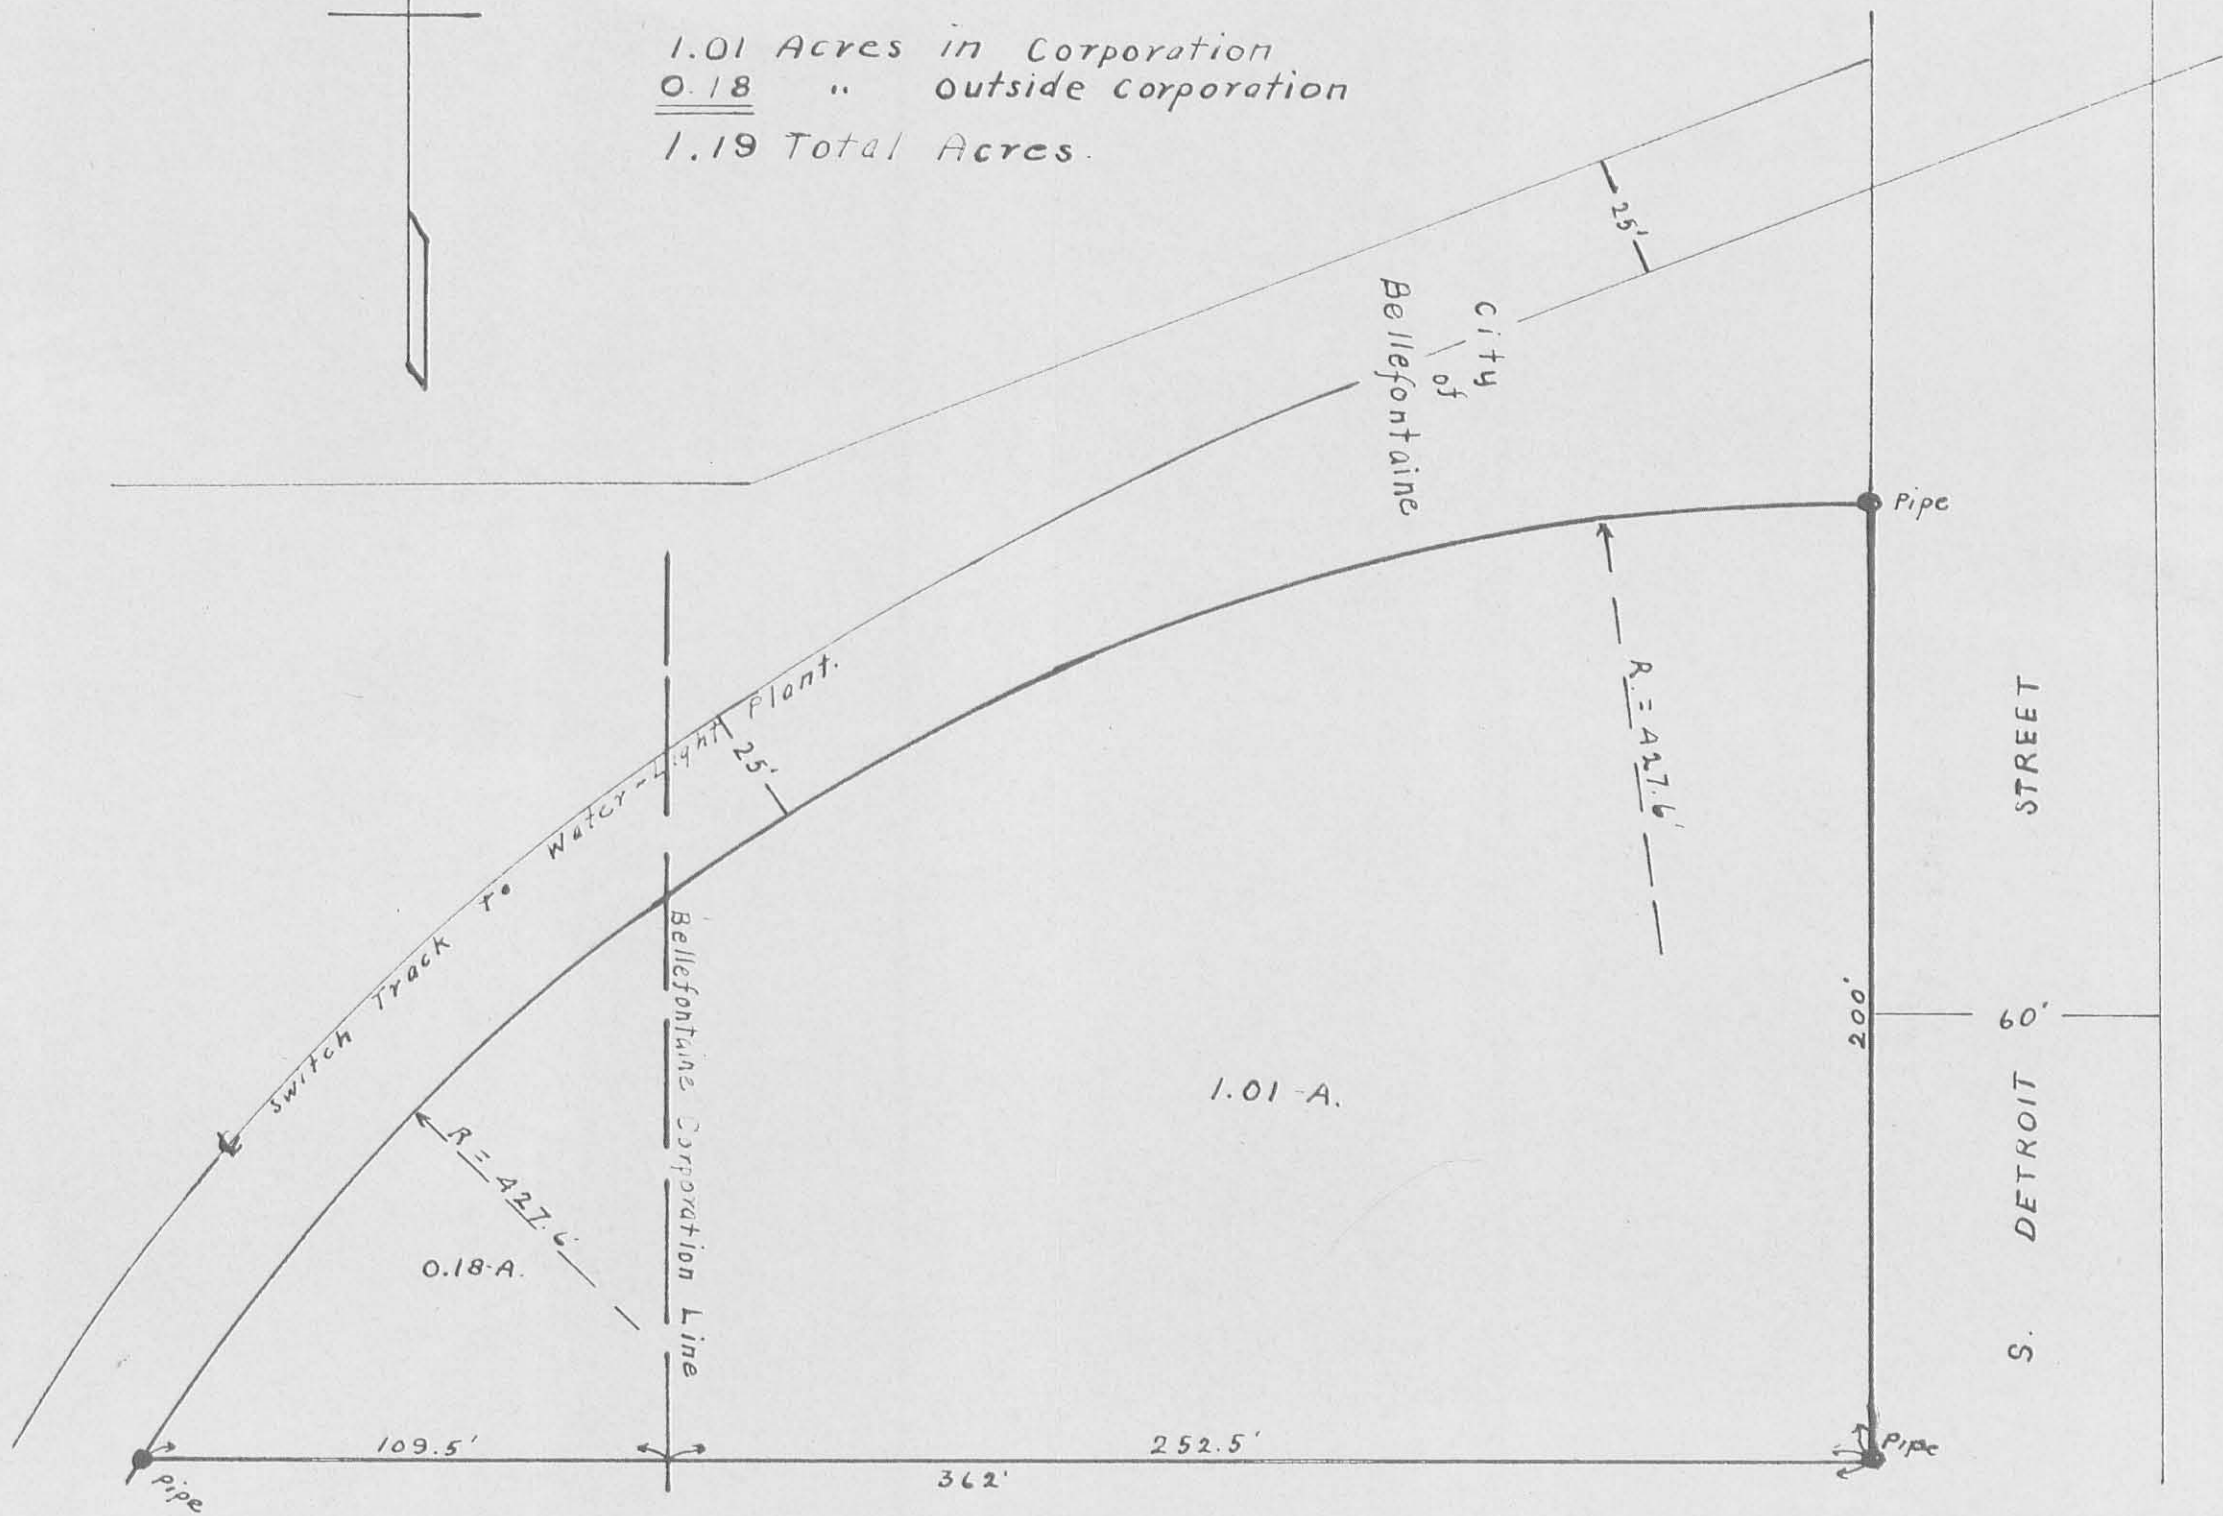 1.01 Acres in Corporation
0.18 " Outside Corporation
1.19 Total Acres.
25'
City
of
Bellefontaine
Pipe
Switch Track To Water-Light Plant.
25'
R.=427.6'
STREET
Bellefontaine Corporation Line
200'
60'
1.01-A.
S. DETROIT
R=427.6'
0.18-A.
109.5'
252.5'
Pipe
362'
Pipe